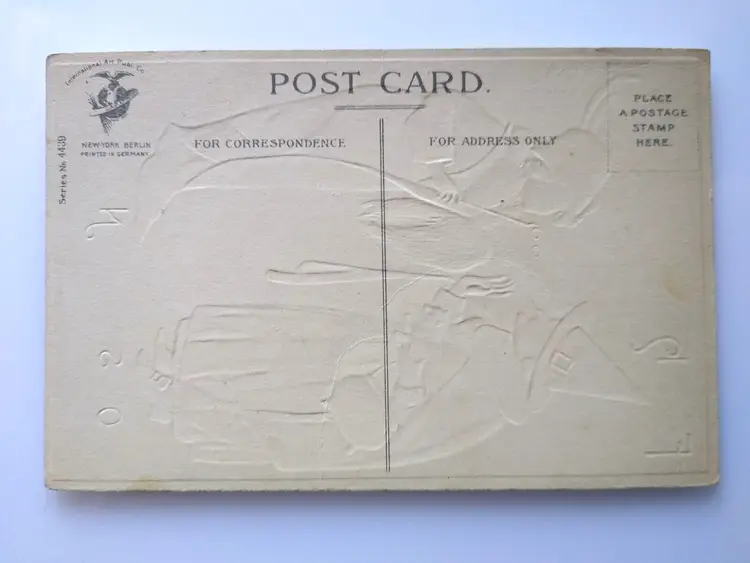 International Art Publ. Co.
NEW-YORK BERLIN
PRINTED IN GERMANY
Series No 4439
POST CARD.
FOR CORRESPONDENCE
FOR ADDRESS ONLY
PLACE
A POSTAGE
STAMP
HERE.